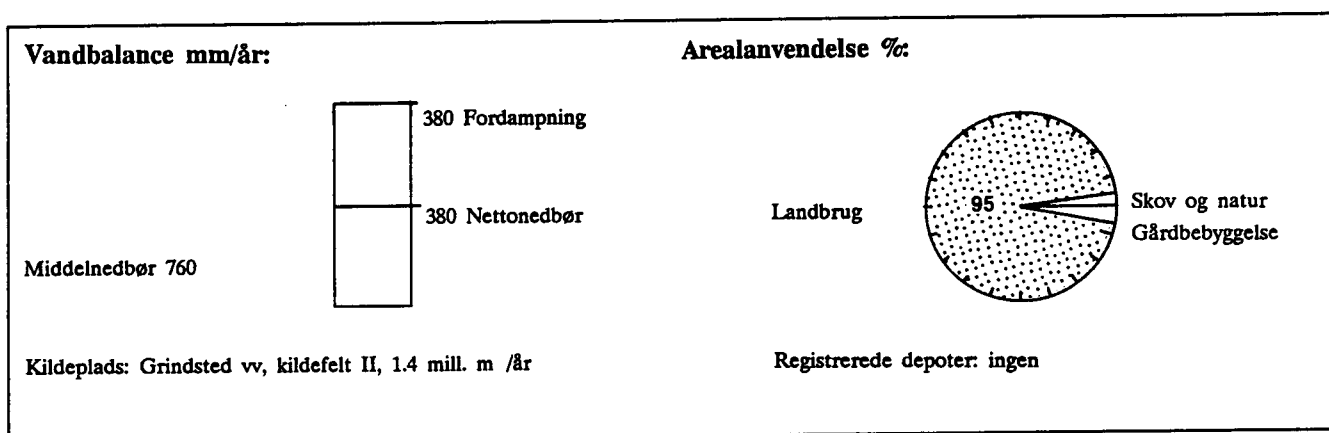 Vandbalance mm/år:
380 Fordampning
380 Nettonedbør
Middelnedbør 760
Kildeplads: Grindsted vv, kildefelt II, 1.4 mill. m /år
Arealanvendelse %:
Landbrug
95
Skov og natur
Gårdbebyggelse
Registrerede depoter: ingen